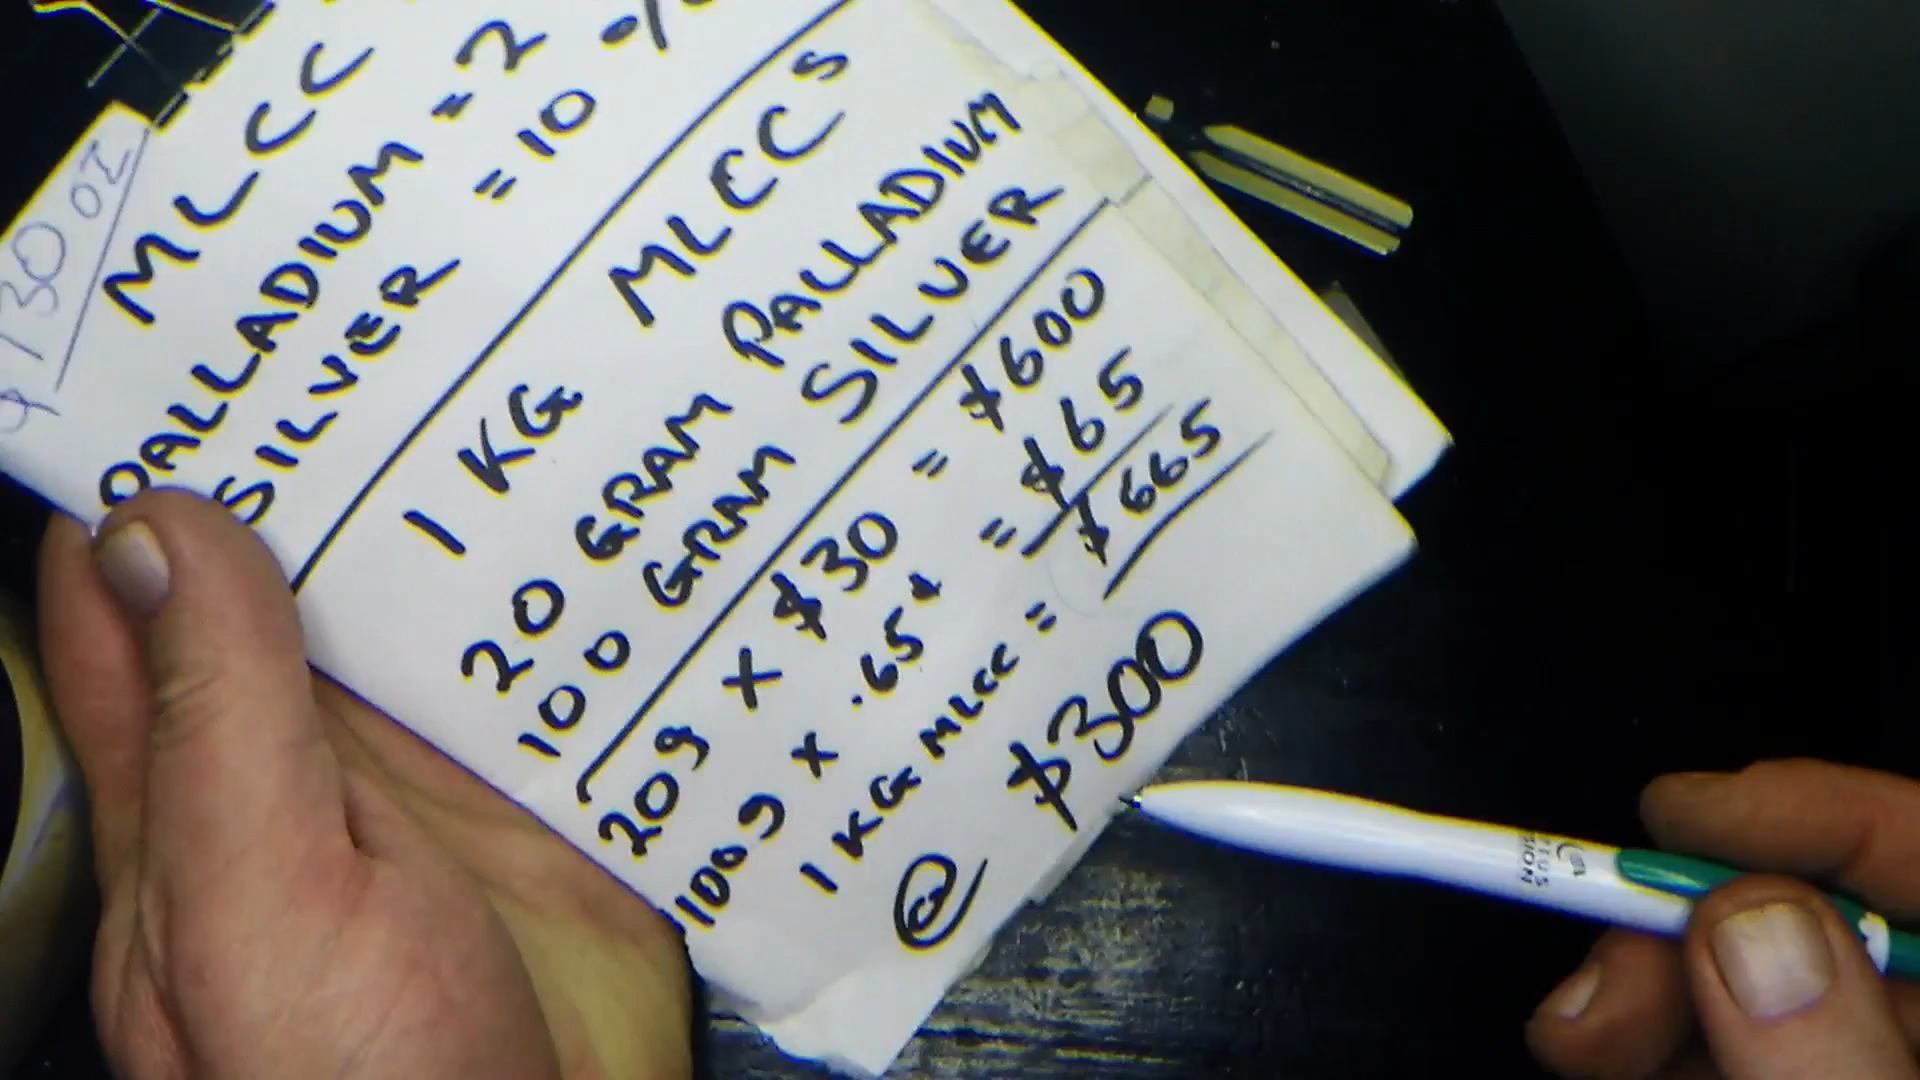 130 OZ
MLCC
PALLADIUM = 2
SILVER = 10 %
1 KG MLCCS
20 GRAM PALLADIUM
100 GRAM SILVER
20g x $30 = $600
100g x .65¢ = $65
1 KG MLCC = $665
@ $300